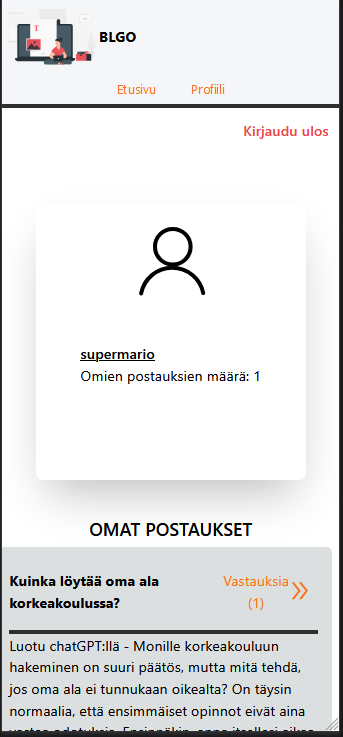 BLGO
Etusivu Profiili
Kirjaudu ulos
supermario
Omien postauksien määrä: 1
OMAT POSTAUKSET
Kuinka löytää oma ala
korkeakoulussa?
Vastauksia
(1)
Luotu chatGPT:llä - Monille korkeakouluun
hakeminen on suuri päätös, mutta mitä tehdä,
jos oma ala ei tunnukaan oikealta? On täysin
normaalia, että ensimmäiset opinnot eivät aina